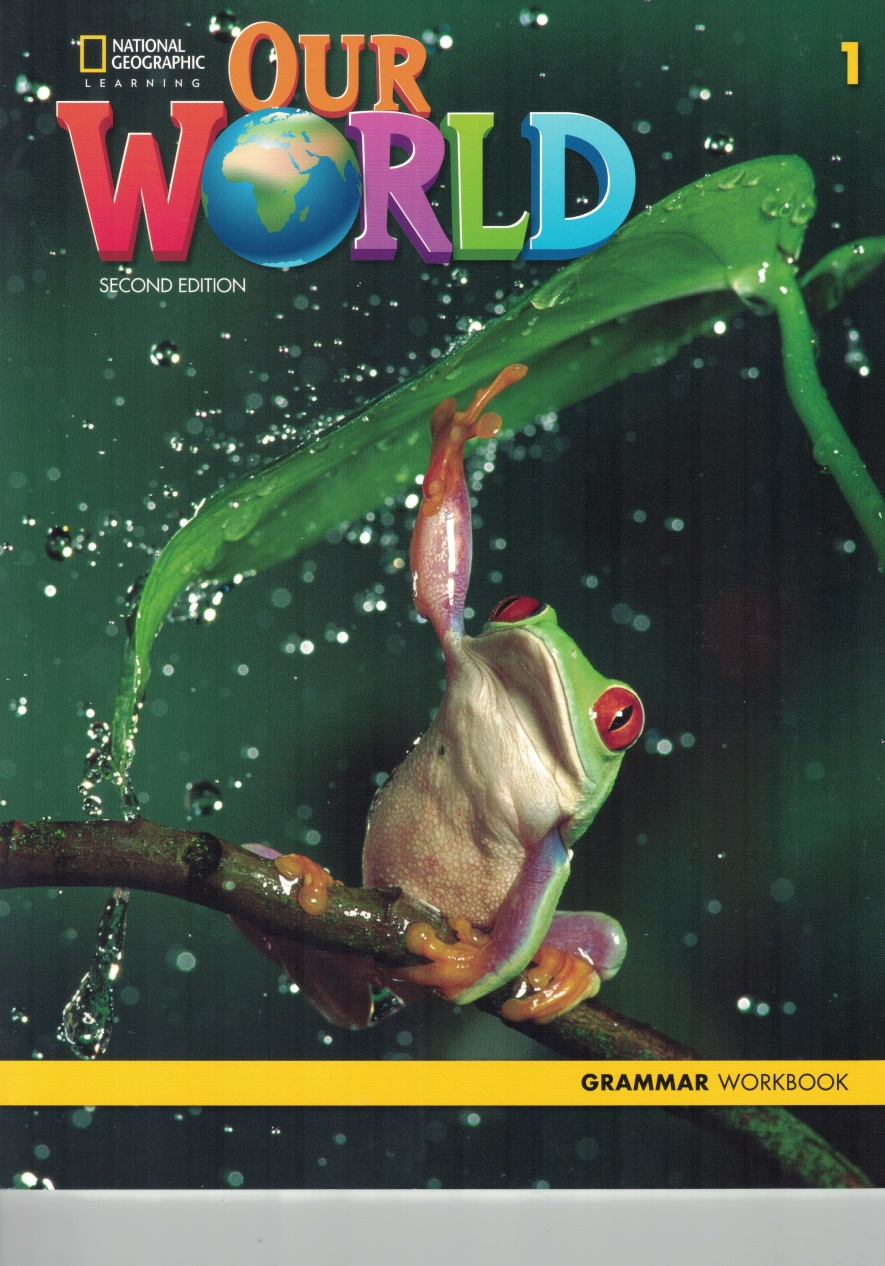 NATIONAL
GEOGRAPHIC
LEARNING
OUR
WORLD
1
SECOND EDITION
GRAMMAR WORKBOOK